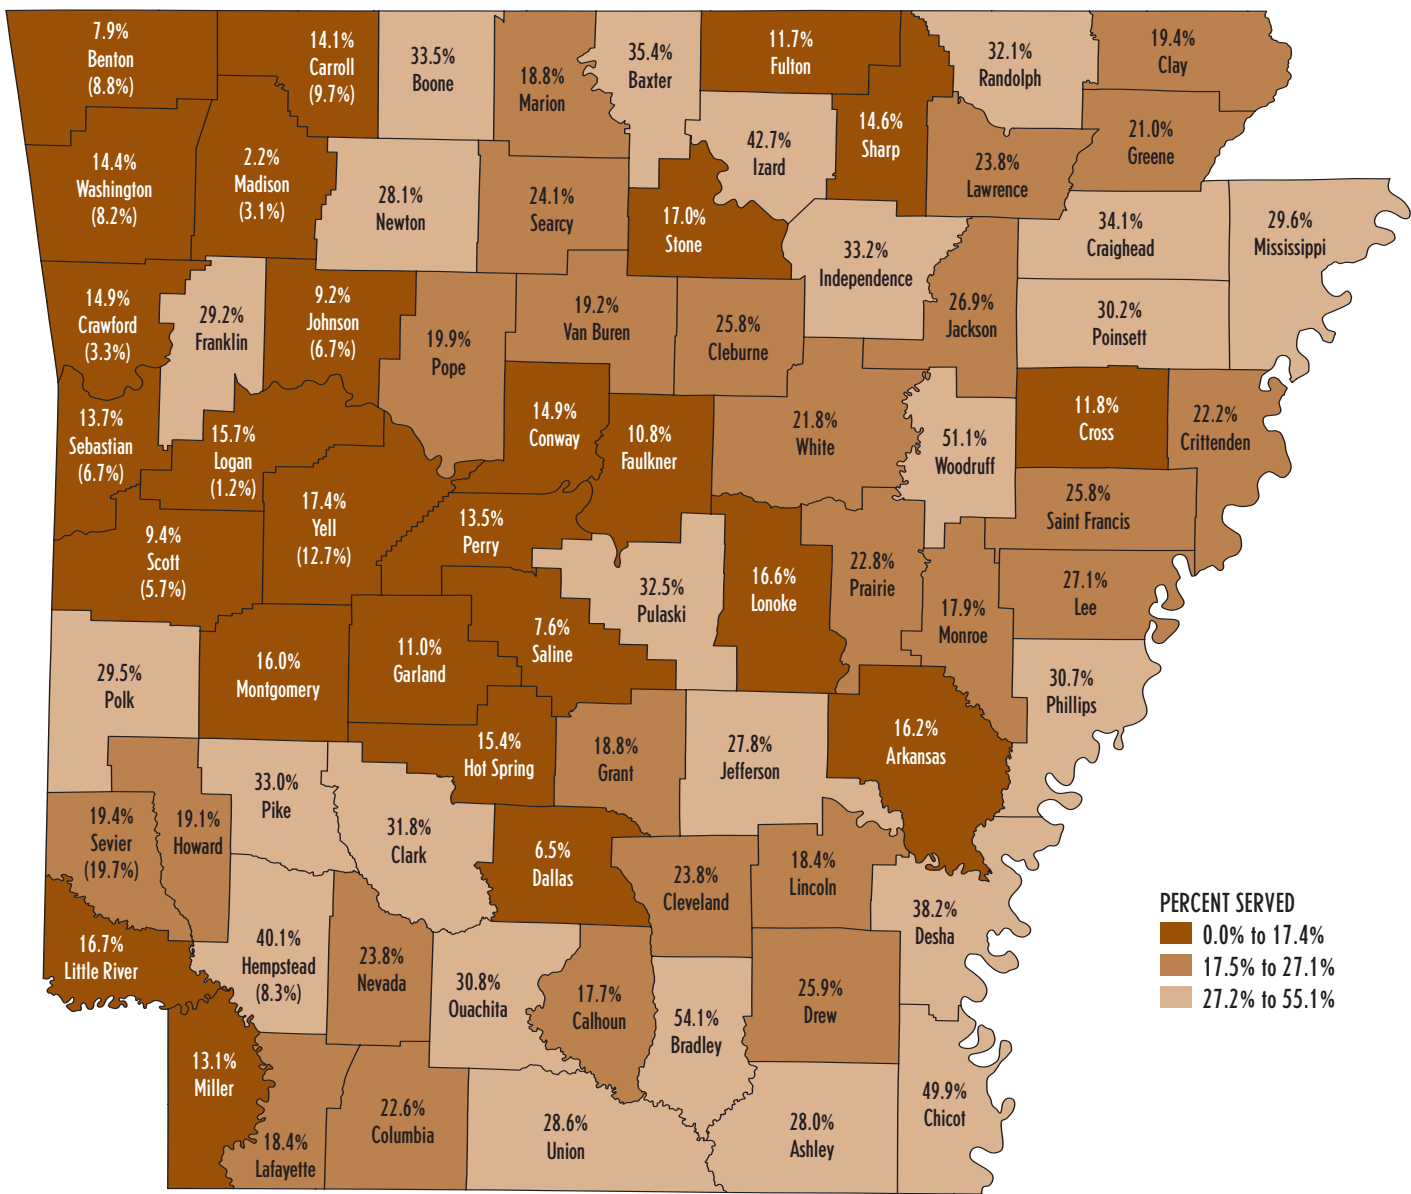 7.9%
Benton
(8.8%)
14.1%
Carroll
(9.7%)
33.5%
Boone
18.8%
Marion
35.4%
Baxter
11.7%
Fulton
32.1%
Randolph
19.4%
Clay
14.4%
Washington
(8.2%)
2.2%
Madison
(3.1%)
28.1%
Newton
24.1%
Searcy
17.0%
Stone
42.7%
Izard
14.6%
Sharp
23.8%
Lawrence
21.0%
Greene
33.2%
Independence
34.1%
Craighead
29.6%
Mississippi
14.9%
Crawford
(3.3%)
29.2%
Franklin
9.2%
Johnson
(6.7%)
19.9%
Pope
19.2%
Van Buren
25.8%
Cleburne
26.9%
Jackson
30.2%
Poinsett
13.7%
Sebastian
(6.7%)
15.7%
Logan
(1.2%)
14.9%
Conway
10.8%
Faulkner
21.8%
White
51.1%
Woodruff
11.8%
Cross
22.2%
Crittenden
9.4%
Scott
(5.7%)
17.4%
Yell
(12.7%)
13.5%
Perry
32.5%
Pulaski
16.6%
Lonoke
22.8%
Prairie
17.9%
Monroe
25.8%
Saint Francis
27.1%
Lee
29.5%
Polk
16.0%
Montgomery
11.0%
Garland
7.6%
Saline
30.7%
Phillips
15.4%
Hot Spring
18.8%
Grant
27.8%
Jefferson
16.2%
Arkansas
19.4%
Sevier
(19.7%)
19.1%
Howard
33.0%
Pike
31.8%
Clark
6.5%
Dallas
23.8%
Cleveland
18.4%
Lincoln
38.2%
Desha
16.7%
Little River
40.1%
Hempstead
(8.3%)
23.8%
Nevada
30.8%
Ouachita
17.7%
Calhoun
54.1%
Bradley
25.9%
Drew
13.1%
Miller
18.4%
Lafayette
22.6%
Columbia
28.6%
Union
28.0%
Ashley
49.9%
Chicot
PERCENT SERVED
0.0% to 17.4%
17.5% to 27.1%
27.2% to 55.1%